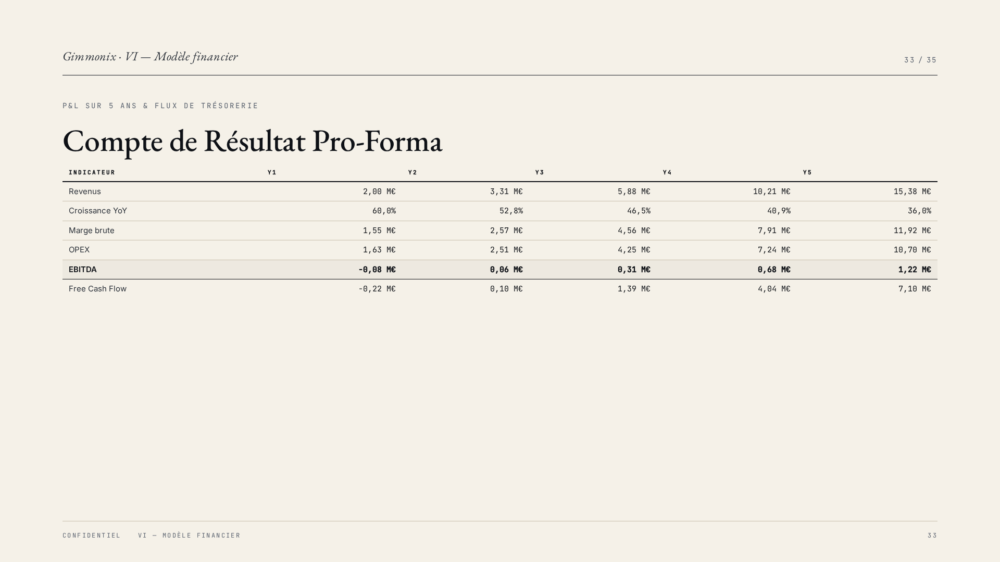 Gimmonix · VI — Modèle financier
33 / 35
P&L SUR 5 ANS & FLUX DE TRÉSORERIE
Compte de Résultat Pro-Forma
INDICATEUR Y1 Y2 Y3 Y4 Y5
Revenus 2,00 M€ 3,31 M€ 5,88 M€ 10,21 M€ 15,38 M€
Croissance YoY 60,0% 52,8% 46,5% 40,9% 36,0%
Marge brute 1,55 M€ 2,57 M€ 4,56 M€ 7,91 M€ 11,92 M€
OPEX 1,63 M€ 2,51 M€ 4,25 M€ 7,24 M€ 10,70 M€
EBITDA -0,08 M€ 0,06 M€ 0,31 M€ 0,68 M€ 1,22 M€
Free Cash Flow -0,22 M€ 0,10 M€ 1,39 M€ 4,04 M€ 7,10 M€
CONFIDENTIEL VI — MODÈLE FINANCIER 33